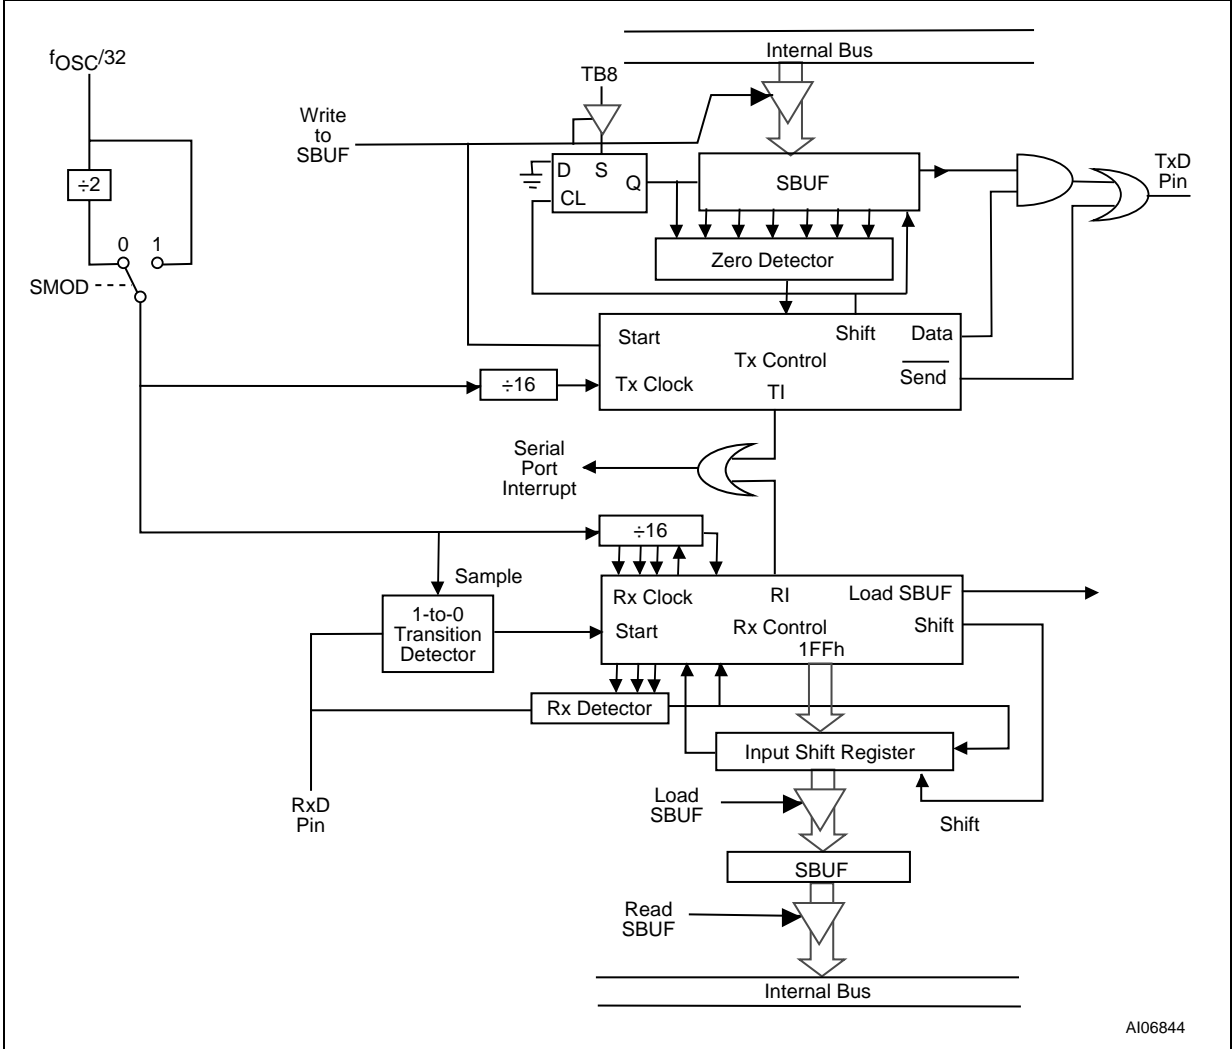 Internal Bus
fOSC/32
TB8
Write
to
SBUF
÷2
D S
Q
CL
SBUF
TxD
Pin
0 1
SMOD
Zero Detector
Start
Shift
Data
Tx Control
Send
Tx Clock
TI
÷16
Serial
Port
Interrupt
÷16
Sample
1-to-0
Transition
Detector
Rx Clock
RI
Load SBUF
Start
Rx Control
Shift
1FFh
Rx Detector
Input Shift Register
RxD
Pin
Load
SBUF
Shift
SBUF
Read
SBUF
Internal Bus
AI06844